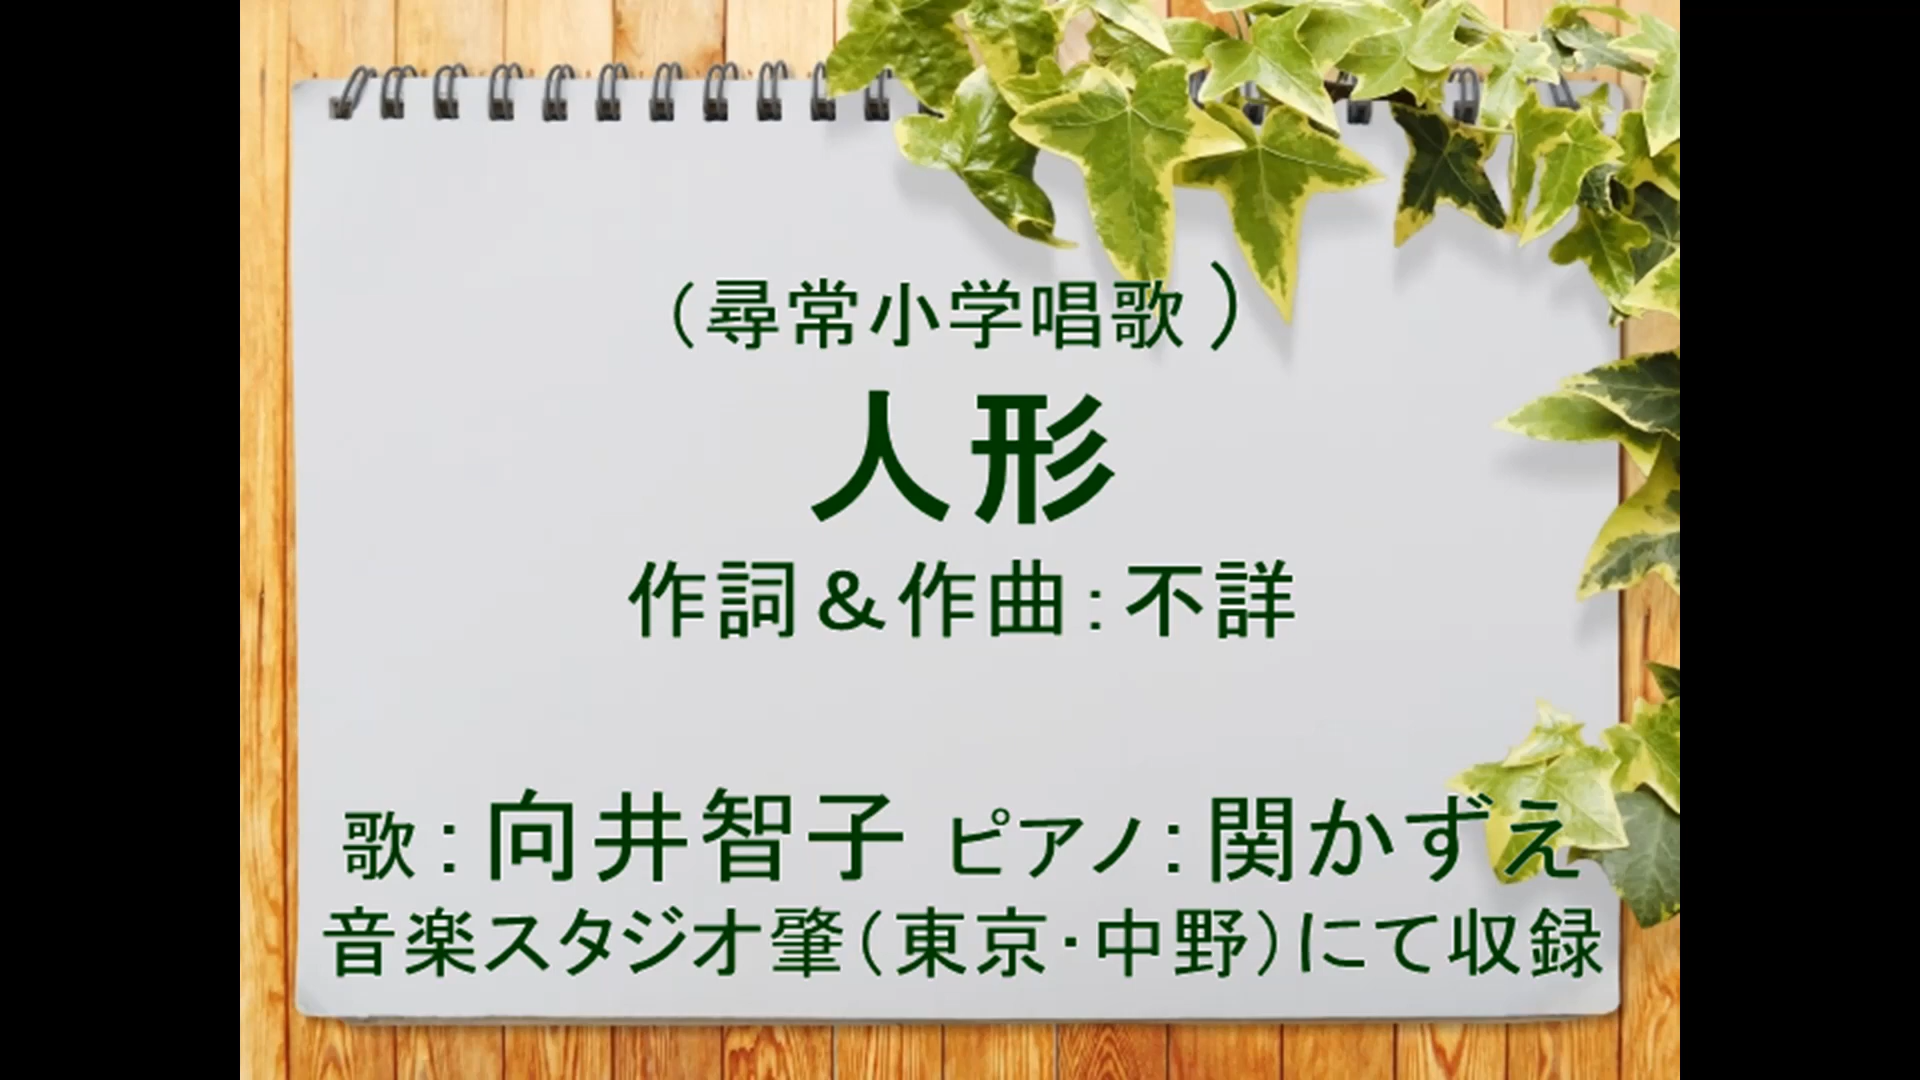 （尋常小学唱歌）
人形
作詞＆作曲：不詳
歌：向井智子 ピアノ：関かずえ
音楽スタジオ肇（東京・中野）にて収録